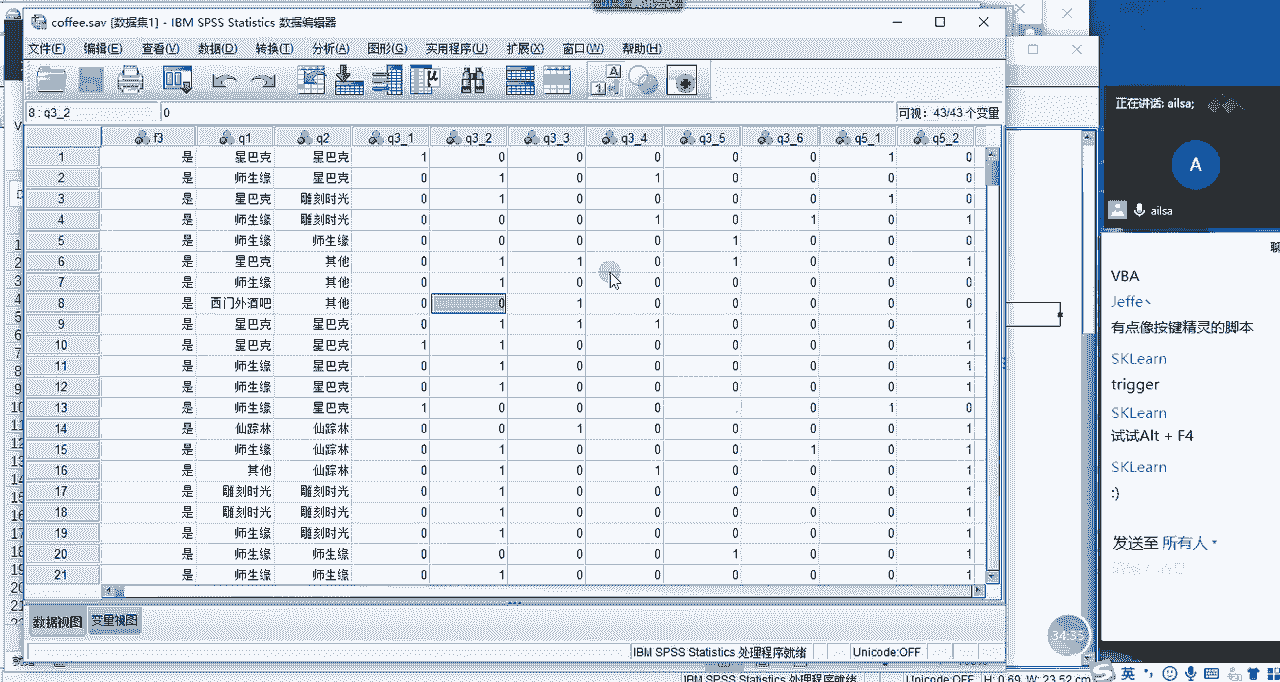 coffee.sav [数据集1] - IBM SPSS Statistics 数据编辑器
文件(F) 编辑(E) 查看(V) 数据(D) 转换(T) 分析(A) 图形(G) 实用程序(U) 扩展(X) 窗口(W) 帮助(H)
8 : q3_2 0 可视: 43/43 个变量
f3 q1 q2 q3_1 q3_2 q3_3 q3_4 q3_5 q3_6 q5_1 q5_2
1 是 星巴克 星巴克 1 0 0 0 0 0 1 0
2 是 师生缘 星巴克 0 1 0 1 0 0 0 0
3 是 星巴克 雕刻时光 0 1 0 0 0 0 1 0
4 是 师生缘 雕刻时光 0 0 0 1 0 1 0 1
5 是 师生缘 师生缘 0 0 0 0 1 0 0 0
6 是 星巴克 其他 0 1 1 0 1 0 0 0
7 是 师生缘 其他 0 1 0 0 0 0 0 0
8 是 西门外酒吧 其他 0 0 1 0 0 0 0 0
9 是 星巴克 星巴克 0 1 1 1 0 0 0 1
10 是 星巴克 星巴克 1 1 0 0 0 0 0 1
11 是 师生缘 星巴克 0 1 0 0 0 0 0 1
12 是 师生缘 星巴克 0 1 0 0 0 0 0 1
13 是 师生缘 星巴克 1 0 0 0 . 0 1 0
14 是 仙踪林 仙踪林 0 0 1 0 0 0 0 1
15 是 师生缘 仙踪林 0 1 0 0 0 1 0 1
16 是 其他 仙踪林 0 1 0 1 0 0 0 1
17 是 雕刻时光 雕刻时光 0 1 0 0 0 0 0 1
18 是 雕刻时光 雕刻时光 0 1 0 0 0 0 0 1
19 是 师生缘 雕刻时光 0 1 0 0 0 0 0 1
20 是 师生缘 师生缘 0 0 0 0 1 0 0 1
21 是 师生缘 师生缘 0 1 0 0 0 0 0 1
数据视图 变量视图
IBM SPSS Statistics 处理程序就绪 Unicode:OFF
正在讲话: ailsa;
A
ailsa
VBA
Jeffe丶
有点像按键精灵的脚本
SKLearn
trigger
SKLearn
试试Alt + F4
SKLearn
:)
发送至 所有人
34:35
英